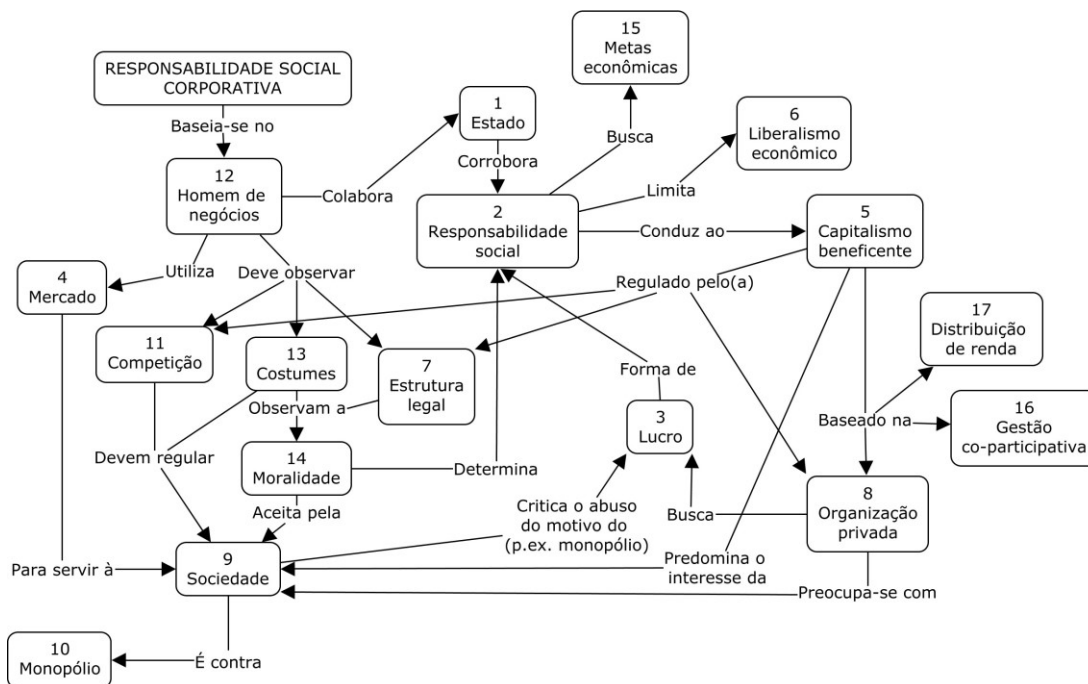 15
Metas
econômicas
RESPONSABILIDADE SOCIAL
CORPORATIVA
1
Estado
6
Liberalismo
econômico
Baseia-se no
Busca
Corrobora
12
Homem de
negócios
Colabora
Limita
2
Responsabilidade
social
Conduz ao
5
Capitalismo
beneficente
4
Mercado
Utiliza
Deve observar
Regulado pelo(a)
17
Distribuição
de renda
11
Competição
13
Costumes
7
Estrutura
legal
Forma de
Observam a
3
Lucro
Baseado na
16
Gestão
co-participativa
Devem regular
14
Moralidade
Determina
8
Organização
privada
Aceita pela
Critica o abuso
do motivo do
(p.ex. monopólio)
Busca
Para servir à
9
Sociedade
Predomina o
interesse da
Preocupa-se com
10
Monopólio
É contra